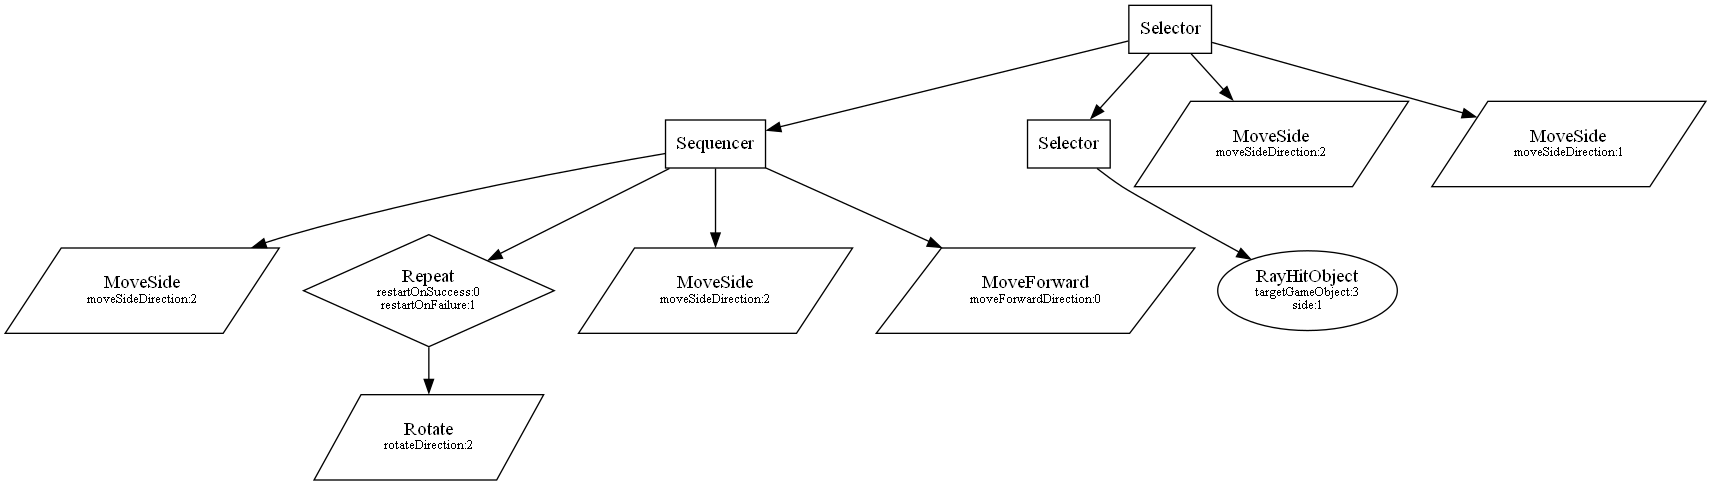 Selector
Sequencer
Selector
MoveSide
moveSideDirection:2
MoveSide
moveSideDirection:1
MoveSide
moveSideDirection:2
Repeat
restartOnSuccess:0
restartOnFailure:1
MoveSide
moveSideDirection:2
MoveForward
moveForwardDirection:0
RayHitObject
targetGameObject:3
side:1
Rotate
rotateDirection:2